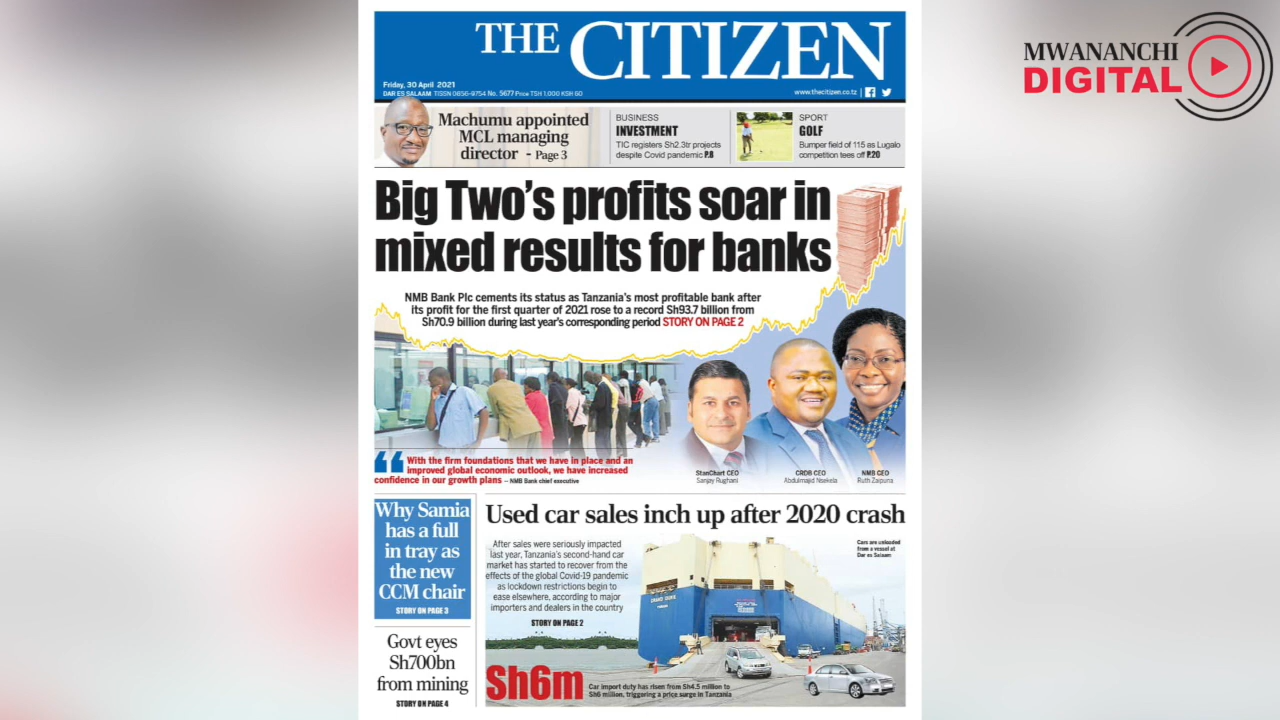 MWANANCHI
DIGITAL
THE CITIZEN
Friday, 30 April 2021
DAR ES SALAAM TISSN 0856-9754 No. 5677 Price TSH 1,000 KSH 60
www.thecitizen.co.tz
Machumu appointed
MCL managing
director - Page 3
BUSINESS
INVESTMENT
TIC registers Sh2.3tr projects
despite Covid pandemic P.8
SPORT
GOLF
Bumper field of 115 as Lugalo
competition tees off P.20
Big Two's profits soar in
mixed results for banks
NMB Bank Plc cements its status as Tanzania's most profitable bank after
its profit for the first quarter of 2021 rose to a record Sh93.7 billion from
Sh70.9 billion during last year's corresponding period STORY ON PAGE 2
With the firm foundations that we have in place and an
improved global economic outlook, we have increased
confidence in our growth plans – NMB Bank chief executive
StanChart CEO
Sanjay Rughani
CRDB CEO
Abdulmajid Nsekela
NMB CEO
Ruth Zaipuna
Why Samia
has a full
in tray as
the new
CCM chair
STORY ON PAGE 3
Govt eyes
Sh700bn
from mining
STORY ON PAGE 4
Used car sales inch up after 2020 crash
After sales were seriously impacted
last year, Tanzania's second-hand car
market has started to recover from the
effects of the global Covid-19 pandemic
as lockdown restrictions begin to
ease elsewhere, according to major
importers and dealers in the country
STORY ON PAGE 2
Cars are unloaded
from a vessel at
Dar es Salaam
Sh6m
Car import duty has risen from Sh4.5 million to
Sh6 million, triggering a price surge in Tanzania